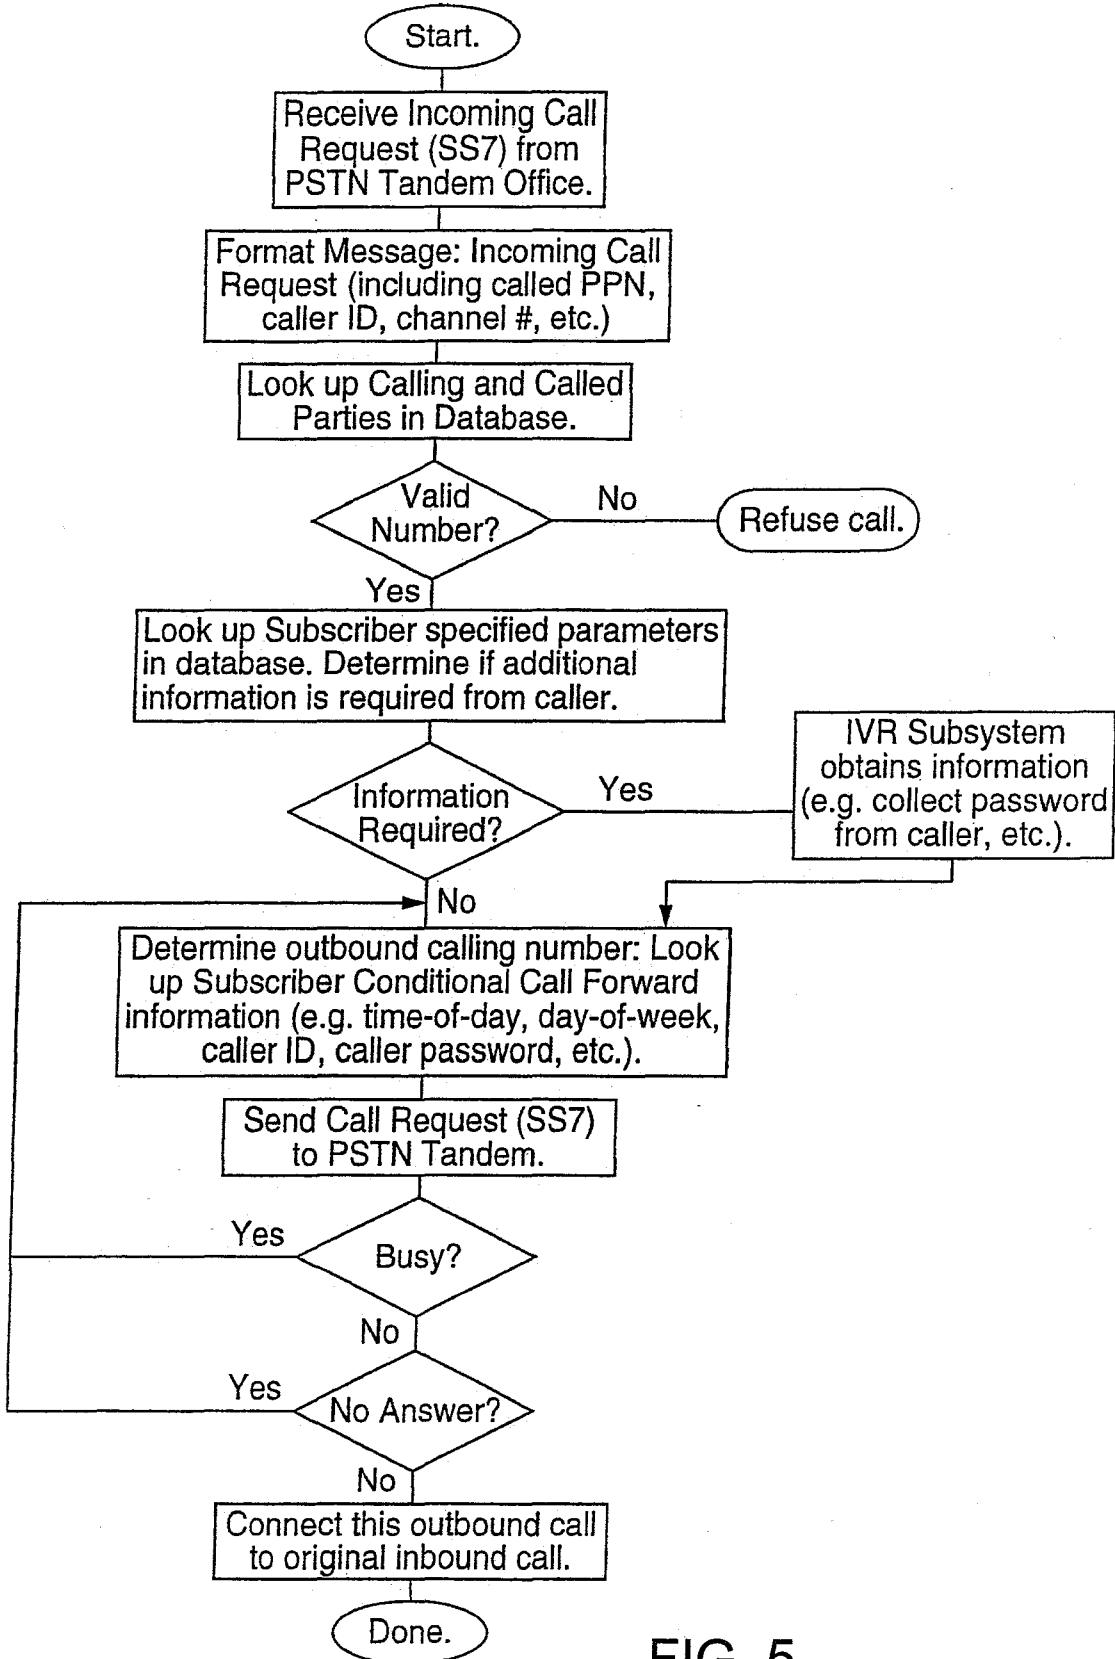 Start.
Receive Incoming Call
Request (SS7) from
PSTN Tandem Office.
Format Message: Incoming Call
Request (including called PPN,
caller ID, channel #, etc.)
Look up Calling and Called
Parties in Database.
Valid
Number?
No
Refuse call.
Yes
Look up Subscriber specified parameters
in database. Determine if additional
information is required from caller.
Information
Required?
Yes
IVR Subsystem
obtains information
(e.g. collect password
from caller, etc.).
No
Determine outbound calling number: Look
up Subscriber Conditional Call Forward
information (e.g. time-of-day, day-of-week,
caller ID, caller password, etc.).
Send Call Request (SS7)
to PSTN Tandem.
Busy?
Yes
No
No Answer?
Yes
No
Connect this outbound call
to original inbound call.
Done.
FIG. 5